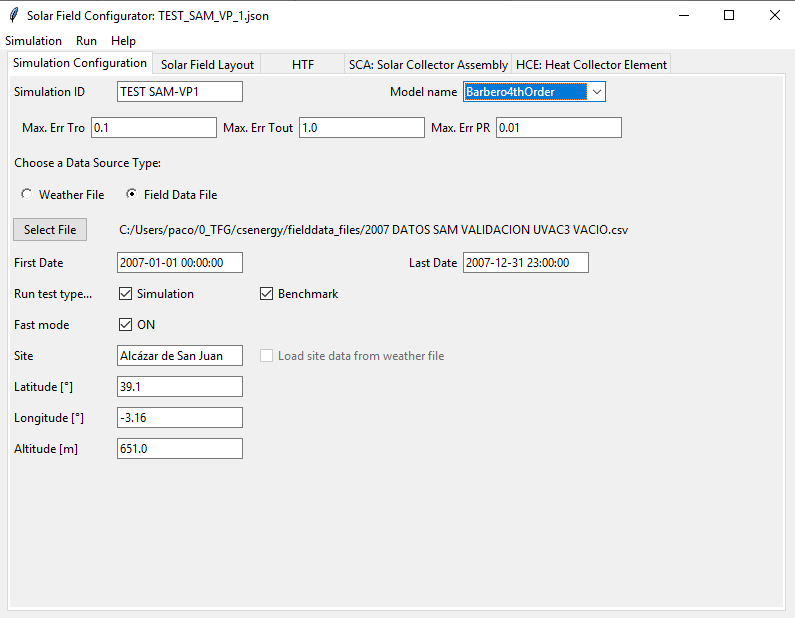 Solar Field Configurator: TEST_SAM_VP_1.json
Simulation Run Help
Simulation Configuration Solar Field Layout HTF SCA: Solar Collector Assembly HCE: Heat Collector Element
Simulation ID TEST SAM-VP1 Model name Barbero4thOrder
Max. Err Tro 0.1 Max. Err Tout 1.0 Max. Err PR 0.01
Choose a Data Source Type:
Weather File Field Data File
Select File C:/Users/paco/0_TFG/csenergy/fielddata_files/2007 DATOS SAM VALIDACION UVAC3 VACIO.csv
First Date 2007-01-01 00:00:00 Last Date 2007-12-31 23:00:00
Run test type... Simulation Benchmark
Fast mode ON
Site Alcázar de San Juan Load site data from weather file
Latitude [°] 39.1
Longitude [°] -3.16
Altitude [m] 651.0